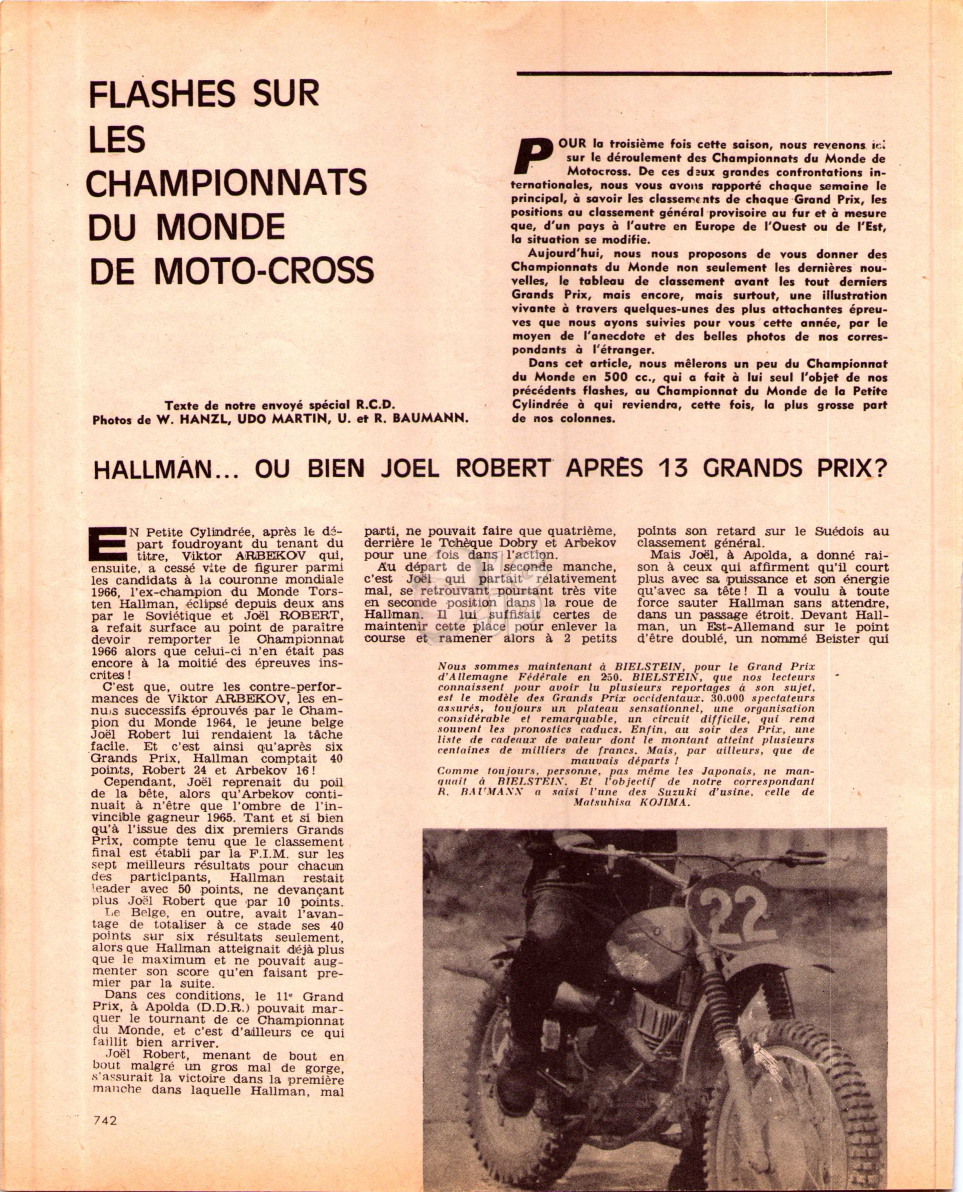 FLASHES SUR
LES
CHAMPIONNATS
DU MONDE
DE MOTO-CROSS
Texte de notre envoyé spécial R.C.D.
Photos de W. HANZL, UDO MARTIN, U. et R. BAUMANN.
POUR la troisième fois cette saison, nous revenons ici
sur le déroulement des Championnats du Monde de
Motocross. De ces deux grandes confrontations in-
ternationales, nous vous avons rapporté chaque semaine le
principal, à savoir les classements de chaque Grand Prix, les
positions au classement général provisoire au fur et à mesure
que, d'un pays à l'autre en Europe de l'Ouest ou de l'Est,
la situation se modifie.
Aujourd'hui, nous nous proposons de vous donner des
Championnats du Monde non seulement les dernières nou-
velles, le tableau de classement avant les tout derniers
Grands Prix, mais encore, mais surtout, une illustration
vivante à travers quelques-unes des plus attachantes épreu-
ves que nous ayons suivies pour vous cette année, par le
moyen de l'anecdote et des belles photos de nos corres-
pondants à l'étranger.
Dans cet article, nous mêlerons un peu du Championnat
du Monde en 500 cc., qui a fait à lui seul l'objet de nos
précédents flashes, au Championnat du Monde de la Petite
Cylindrée à qui reviendra, cette fois, la plus grosse part
de nos colonnes.
HALLMAN... OU BIEN JOEL ROBERT APRÈS 13 GRANDS PRIX?
EN Petite Cylindrée, après le dé-
part foudroyant du tenant du
titre, Viktor ARBEKOV qui,
ensuite, a cessé vite de figurer parmi
les candidats à la couronne mondiale
1966, l'ex-champion du Monde Tors-
ten Hallman, éclipsé depuis deux ans
par le Soviétique et Joël ROBERT,
a refait surface au point de paraître
devoir remporter le Championnat
1966 alors que celui-ci n'en était pas
encore à la moitié des épreuves ins-
crites !
C'est que, outre les contre-perfor-
mances de Viktor ARBEKOV, les en-
nuis successifs éprouvés par le Cham-
pion du Monde 1964, le jeune belge
Joël Robert lui rendaient la tâche
facile. Et c'est ainsi qu'après six
Grands Prix, Hallman comptait 40
points, Robert 24 et Arbekov 16 !
Cependant, Joël reprenait du poil
de la bête, alors qu'Arbekov conti-
nuait à n'être que l'ombre de l'in-
vincible gagneur 1965. Tant et si bien
qu'à l'issue des dix premiers Grands
Prix, compte tenu que le classement
final est établi par la F.I.M. sur les
sept meilleurs résultats pour chacun
des participants, Hallman restait
leader avec 50 points, ne devançant
plus Joël Robert que par 10 points.
Le Belge, en outre, avait l'avan-
tage de totaliser à ce stade ses 40
points sur six résultats seulement,
alors que Hallman atteignait déjà plus
que le maximum et ne pouvait aug-
menter son score qu'en faisant pre-
mier par la suite.
Dans ces conditions, le 11e Grand
Prix, à Apolda (D.D.R.) pouvait mar-
quer le tournant de ce Championnat
du Monde, et c'est d'ailleurs ce qui
faillit bien arriver.
Joël Robert, menant de bout en
bout malgré un gros mal de gorge,
s'assurait la victoire dans la première
manche dans laquelle Hallman, mal
parti, ne pouvait faire que quatrième,
derrière le Tchèque Dobry et Arbekov
pour une fois dans l'action.
Au départ de la seconde manche,
c'est Joël qui partait relativement
mal, se retrouvant pourtant très vite
en seconde position dans la roue de
Hallman. Il lui suffisait certes de
maintenir cette place pour enlever la
course et ramener alors à 2 petits
points son retard sur le Suédois au
classement général.
Mais Joël, à Apolda, a donné rai-
son à ceux qui affirment qu'il court
plus avec sa puissance et son énergie
qu'avec sa tête ! Il a voulu à toute
force sauter Hallman sans attendre,
dans un passage étroit. Devant Hall-
man, un Est-Allemand sur le point
d'être doublé, un nommé Beister qui
Nous sommes maintenant à BIELSTEIN, pour le Grand Prix
d'Allemagne Fédérale en 250. BIELSTEIN, que nos lecteurs
connaissent pour avoir lu plusieurs reportages à son sujet,
est le modèle des Grands Prix occidentaux. 30.000 spectateurs
assurés, toujours un plateau sensationnel, une organisation
considérable et remarquable, un circuit difficile, qui rend
souvent les pronostics caducs. Enfin, au soir des Prix, une
liste de cadeaux de valeur dont le montant atteint plusieurs
centaines de milliers de francs. Mais, par ailleurs, que de
mauvais départs !
Comme toujours, personne, pas même les Japonais, ne man-
quait à BIELSTEIN. Et l'objectif de notre correspondant
R. BAUMANN a saisi l'une des Suzuki d'usine, celle de
Matsuhisa KOJIMA.
22
742